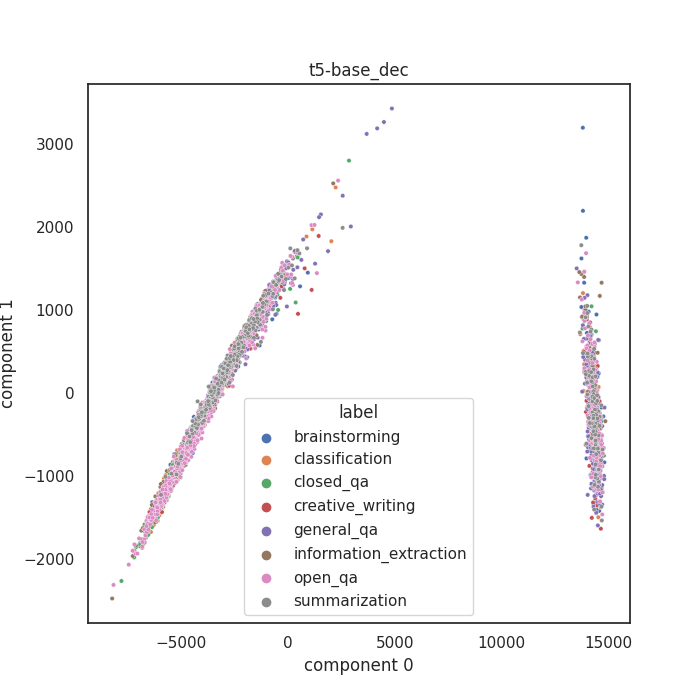 t5-base_dec
component 1
3000
2000
1000
0
−1000
−2000
label
brainstorming
classification
closed_qa
creative_writing
general_qa
information_extraction
open_qa
summarization
−5000
0
5000
10000
15000
component 0